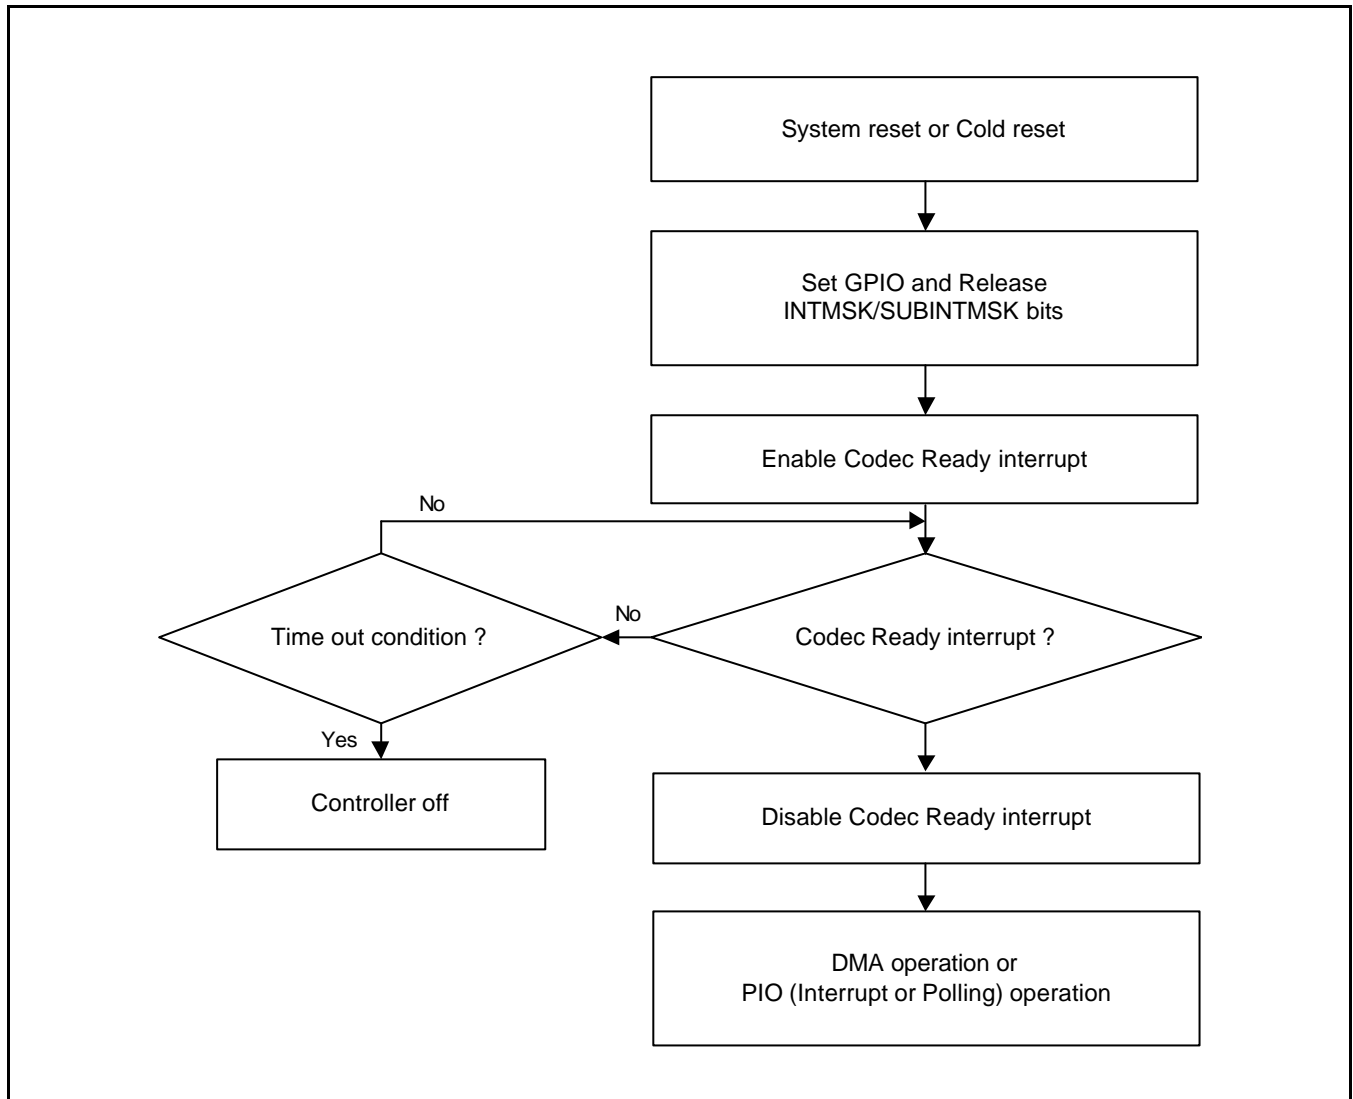 System reset or Cold reset
Set GPIO and Release
INTMSK/SUBINTMSK bits
Enable Codec Ready interrupt
No
Time out condition ?
No
Codec Ready interrupt ?
Yes
Controller off
Disable Codec Ready interrupt
DMA operation or
PIO (Interrupt or Polling) operation